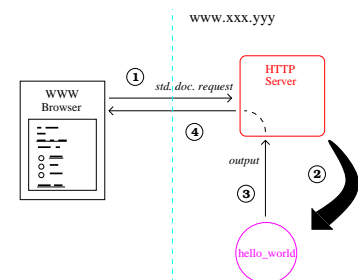 www.xxx.yyy
WWW
Browser
①
std. doc. request
④
HTTP
Server
output
②
③
hello_world